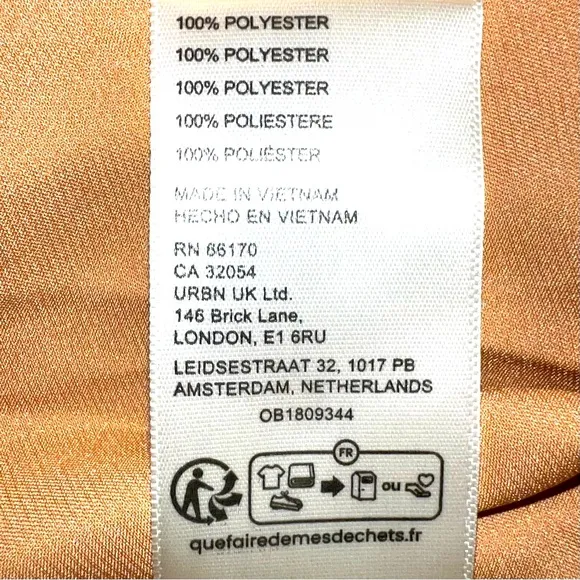 100% POLYESTER
100% POLYESTER
100% POLYESTER
100% POLIESTERE
100% POLIÉSTER
MADE IN VIETNAM
HECHO EN VIETNAM
RN 66170
CA 32054
URBN UK Ltd.
146 Brick Lane,
LONDON, E1 6RU
LEIDSESTRAAT 32, 1017 PB
AMSTERDAM, NETHERLANDS
OB1809344
FR
ou
quefairedemesdechets.fr